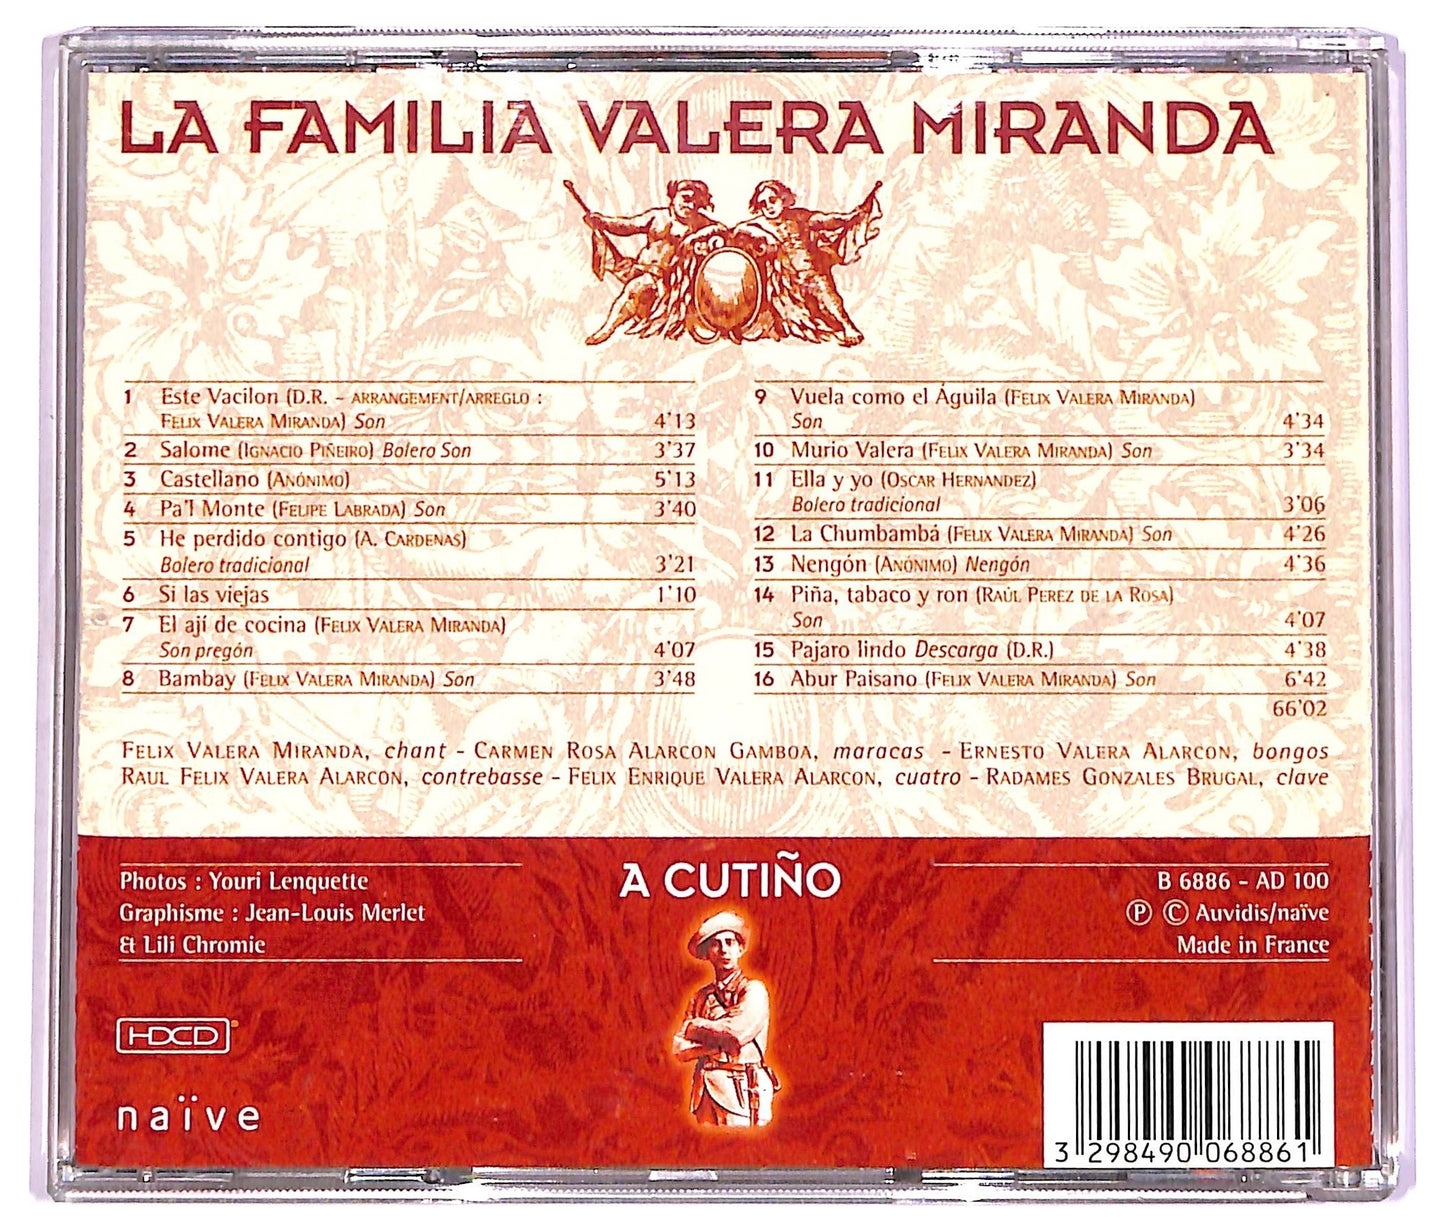 LA FAMILIA VALERA MIRANDA
1 Este Vacilon (D.R. – ARRANGEMENT/ARREGLO :
FELIX VALERA MIRANDA) Son 4'13
2 Salome (IGNACIO PIÑEIRO) Bolero Son 3'37
3 Castellano (ANÓNIMO) 5'13
4 Pa'l Monte (FELIPE LABRADA) Son 3'40
5 He perdido contigo (A. CARDENAS)
Bolero tradicional 3'21
6 Si las viejas 1'10
7 El ají de cocina (FELIX VALERA MIRANDA)
Son pregón 4'07
8 Bambay (FELIX VALERA MIRANDA) Son 3'48
9 Vuela como el Águila (FELIX VALERA MIRANDA)
Son 4'34
10 Murio Valera (FELIX VALERA MIRANDA) Son 3'34
11 Ella y yo (OSCAR HERNANDEZ)
Bolero tradicional 3'06
12 La Chumbambá (FELIX VALERA MIRANDA) Son 4'26
13 Nengón (ANÓNIMO) Nengón 4'36
14 Piña, tabaco y ron (RAÚL PEREZ DE LA ROSA)
Son 4'07
15 Pajaro lindo Descarga (D.R.) 4'38
16 Abur Paisano (FELIX VALERA MIRANDA) Son 6'42
66'02
FELIX VALERA MIRANDA, chant – CARMEN ROSA ALARCON GAMBOA, maracas – ERNESTO VALERA ALARCON, bongos
RAUL FELIX VALERA ALARCON, contrebasse – FELIX ENRIQUE VALERA ALARCON, cuatro – RADAMES GONZALES BRUGAL, clave
Photos : Youri Lenquette
Graphisme : Jean-Louis Merlet
& Lili Chromie
A CUTIÑO
B 6886 – AD 100
Ⓟ © Auvidis/naïve
Made in France
HDCD
naïve
3 298490 068861